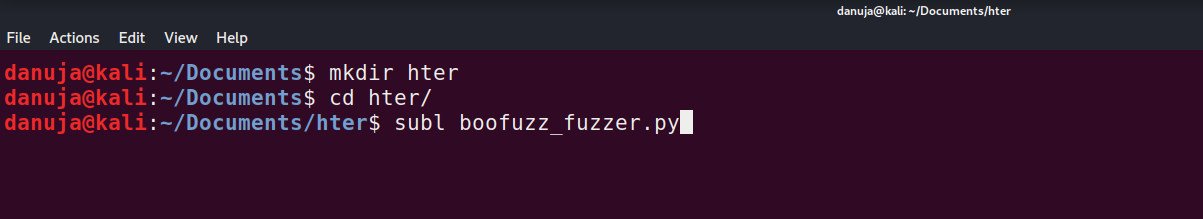 danuja@kali: ~/Documents/hter
File Actions Edit View Help
danuja@kali:~/Documents$ mkdir hter
danuja@kali:~/Documents$ cd hter/
danuja@kali:~/Documents/hter$ subl boofuzz_fuzzer.py